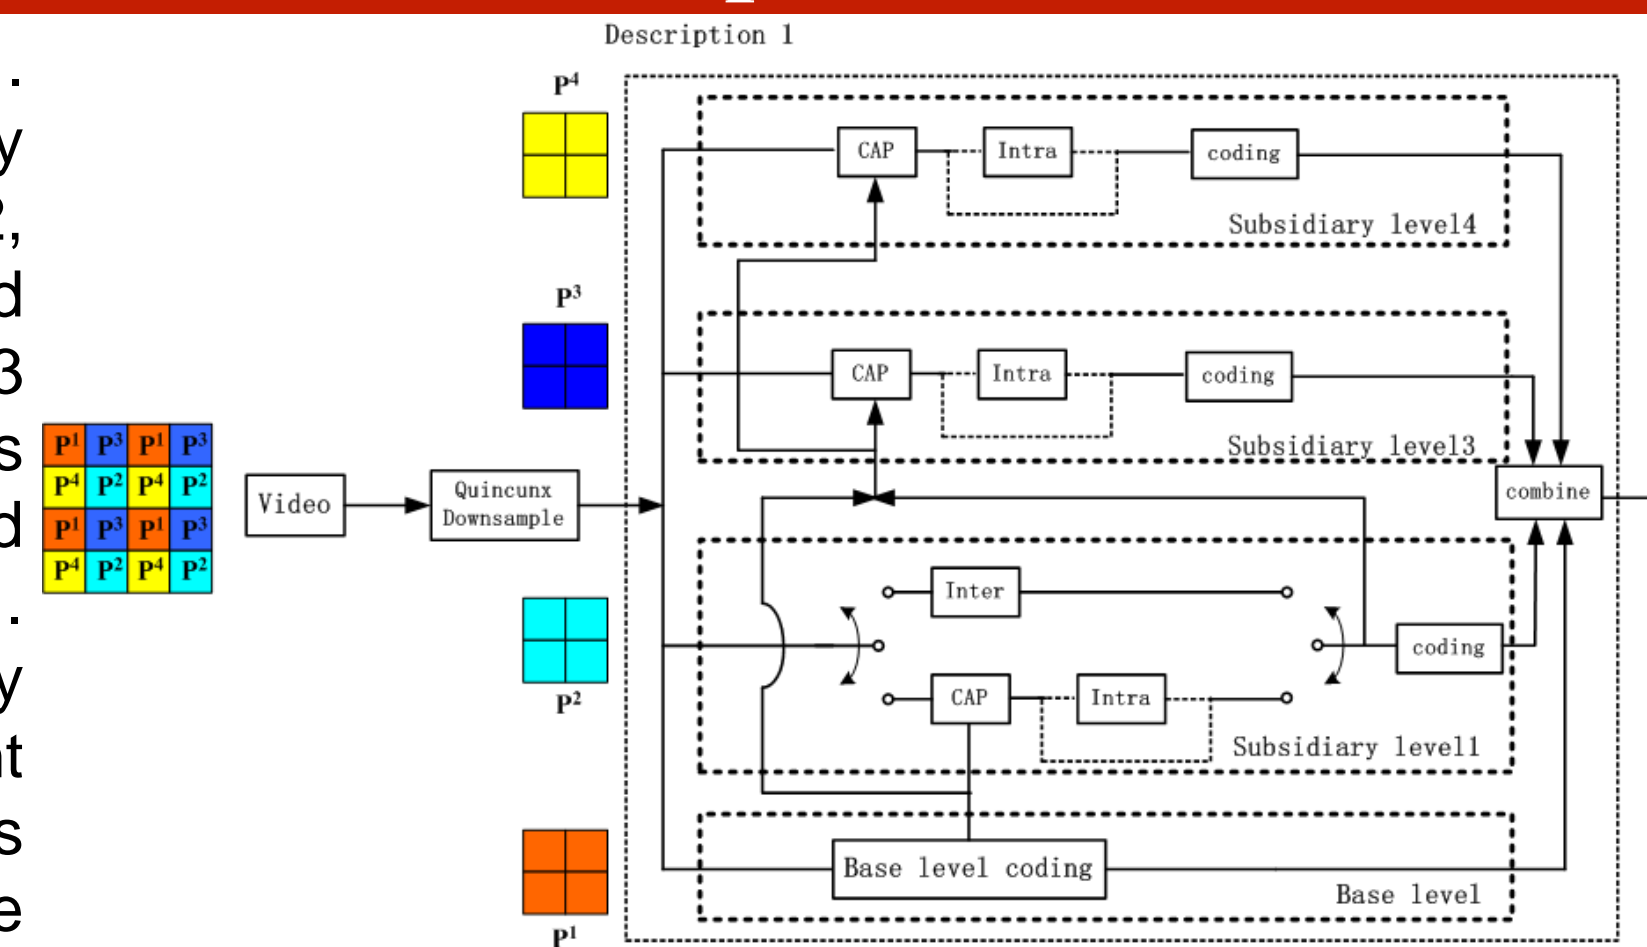 Description 1
P⁴
CAP
Intra
coding
Subsidiary level4
P³
CAP
Intra
coding
Subsidiary level3
P¹ P³ P¹ P³
P⁴ P² P⁴ P²
P¹ P³ P¹ P³
P⁴ P² P⁴ P²
Video
Quincunx
Downsample
combine
Inter
coding
P²
CAP
Intra
Subsidiary level1
Base level coding
Base level
P¹
.
y
,
d
3
s
d
.
y
nt
s
e